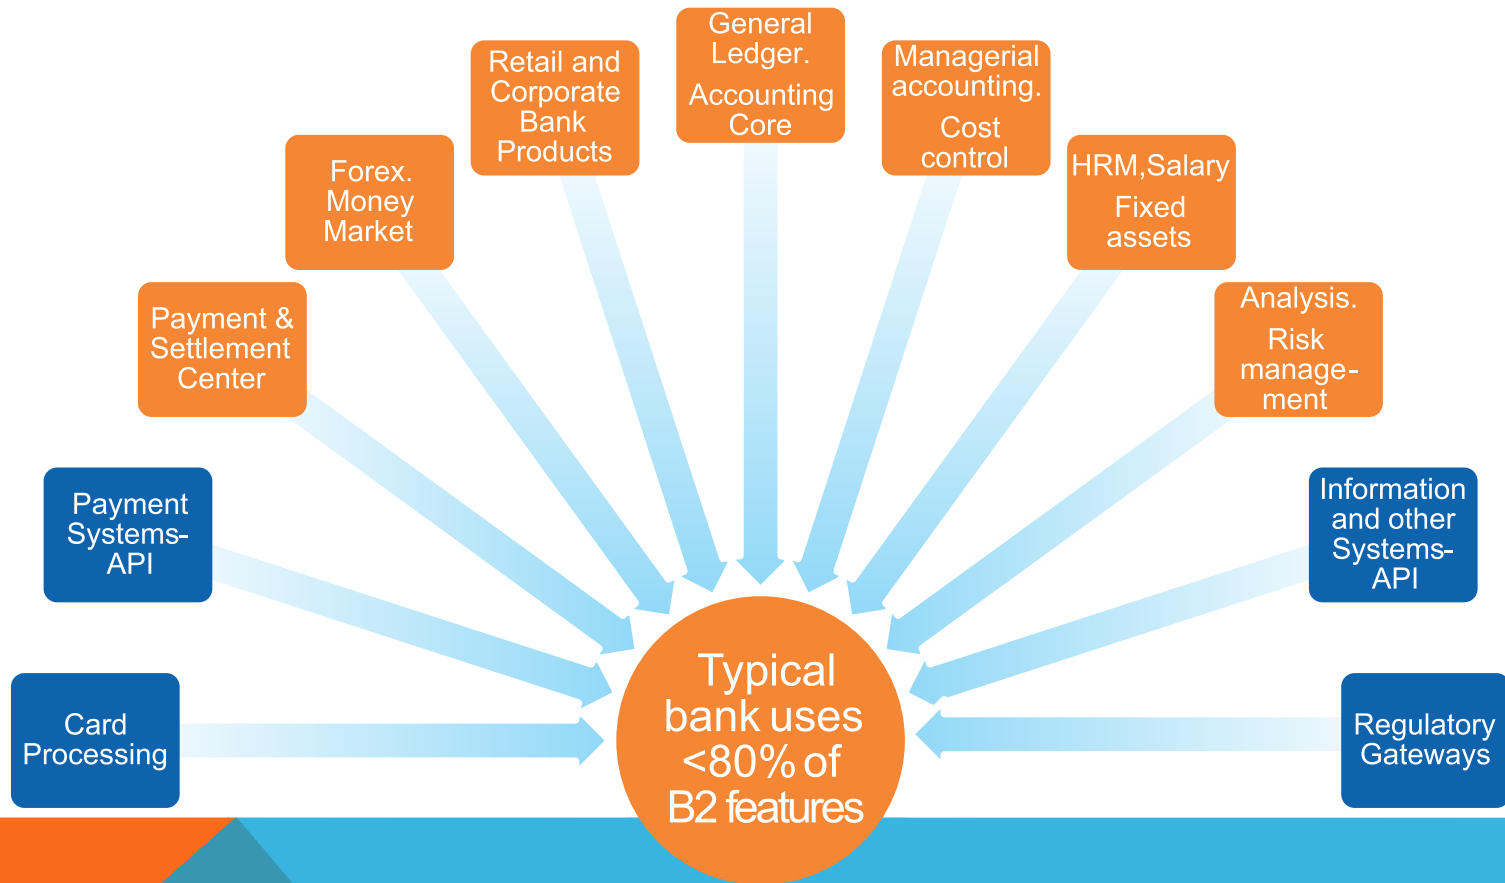 General
Ledger.
Accounting
Core
Retail and
Corporate
Bank
Products
Managerial
accounting.
Cost
control
Forex.
Money
Market
HRM,Salary
Fixed
assets
Payment &
Settlement
Center
Analysis.
Risk
manage-
ment
Payment
Systems-
API
Information
and other
Systems-
API
Card
Processing
Regulatory
Gateways
Typical
bank uses
<80% of
B2 features